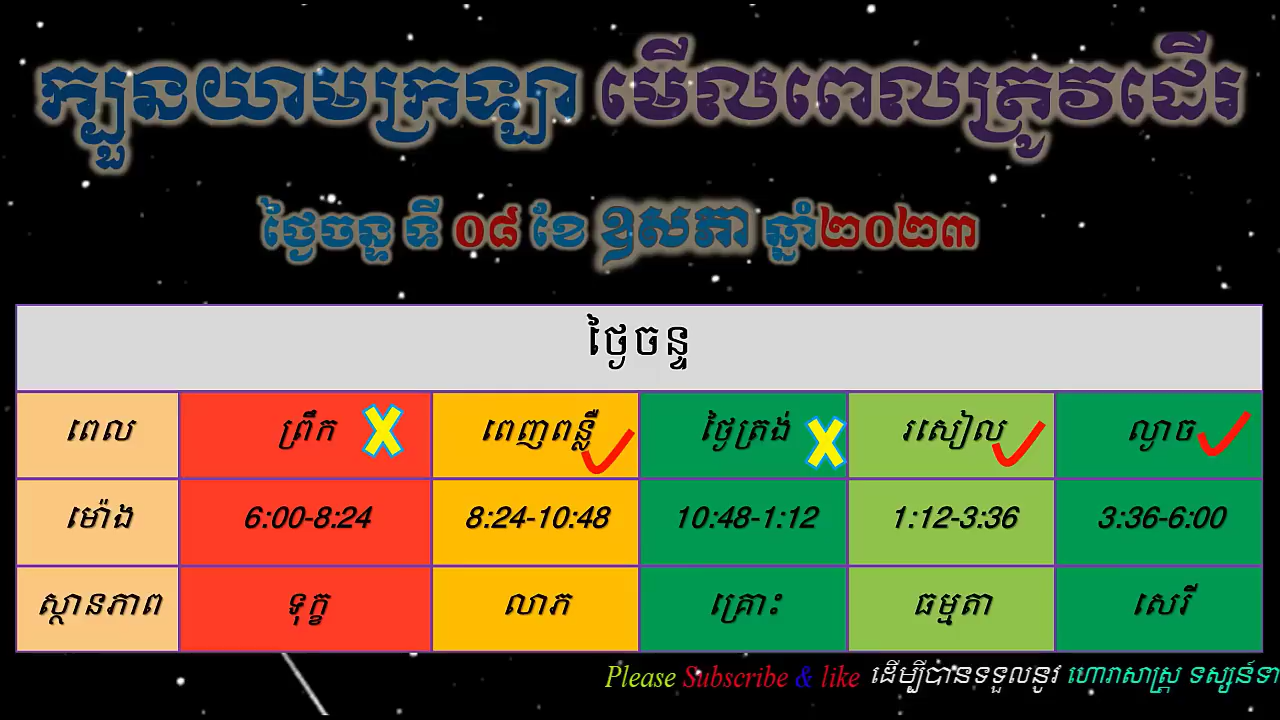 ក្បួនយាមក្រឡា មើលពេលត្រូវដើរ
ថ្ងៃចន្ទ ទី ០៨ ខែ ឧសភា ឆ្នាំ២០២៣
ថ្ងៃចន្ទ
ពេល ព្រឹក ពេញពន្លឺ ថ្ងៃត្រង់ រសៀល ល្ងាច
ម៉ោង 6:00-8:24 8:24-10:48 10:48-1:12 1:12-3:36 3:36-6:00
ស្ថានភាព ទុក្ខ លាភ គ្រោះ ធម្មតា សេរី
Please Subscribe & like ដើម្បីបានទទួលនូវ ហោរាសាស្ត្រ ទស្សន៍ទា